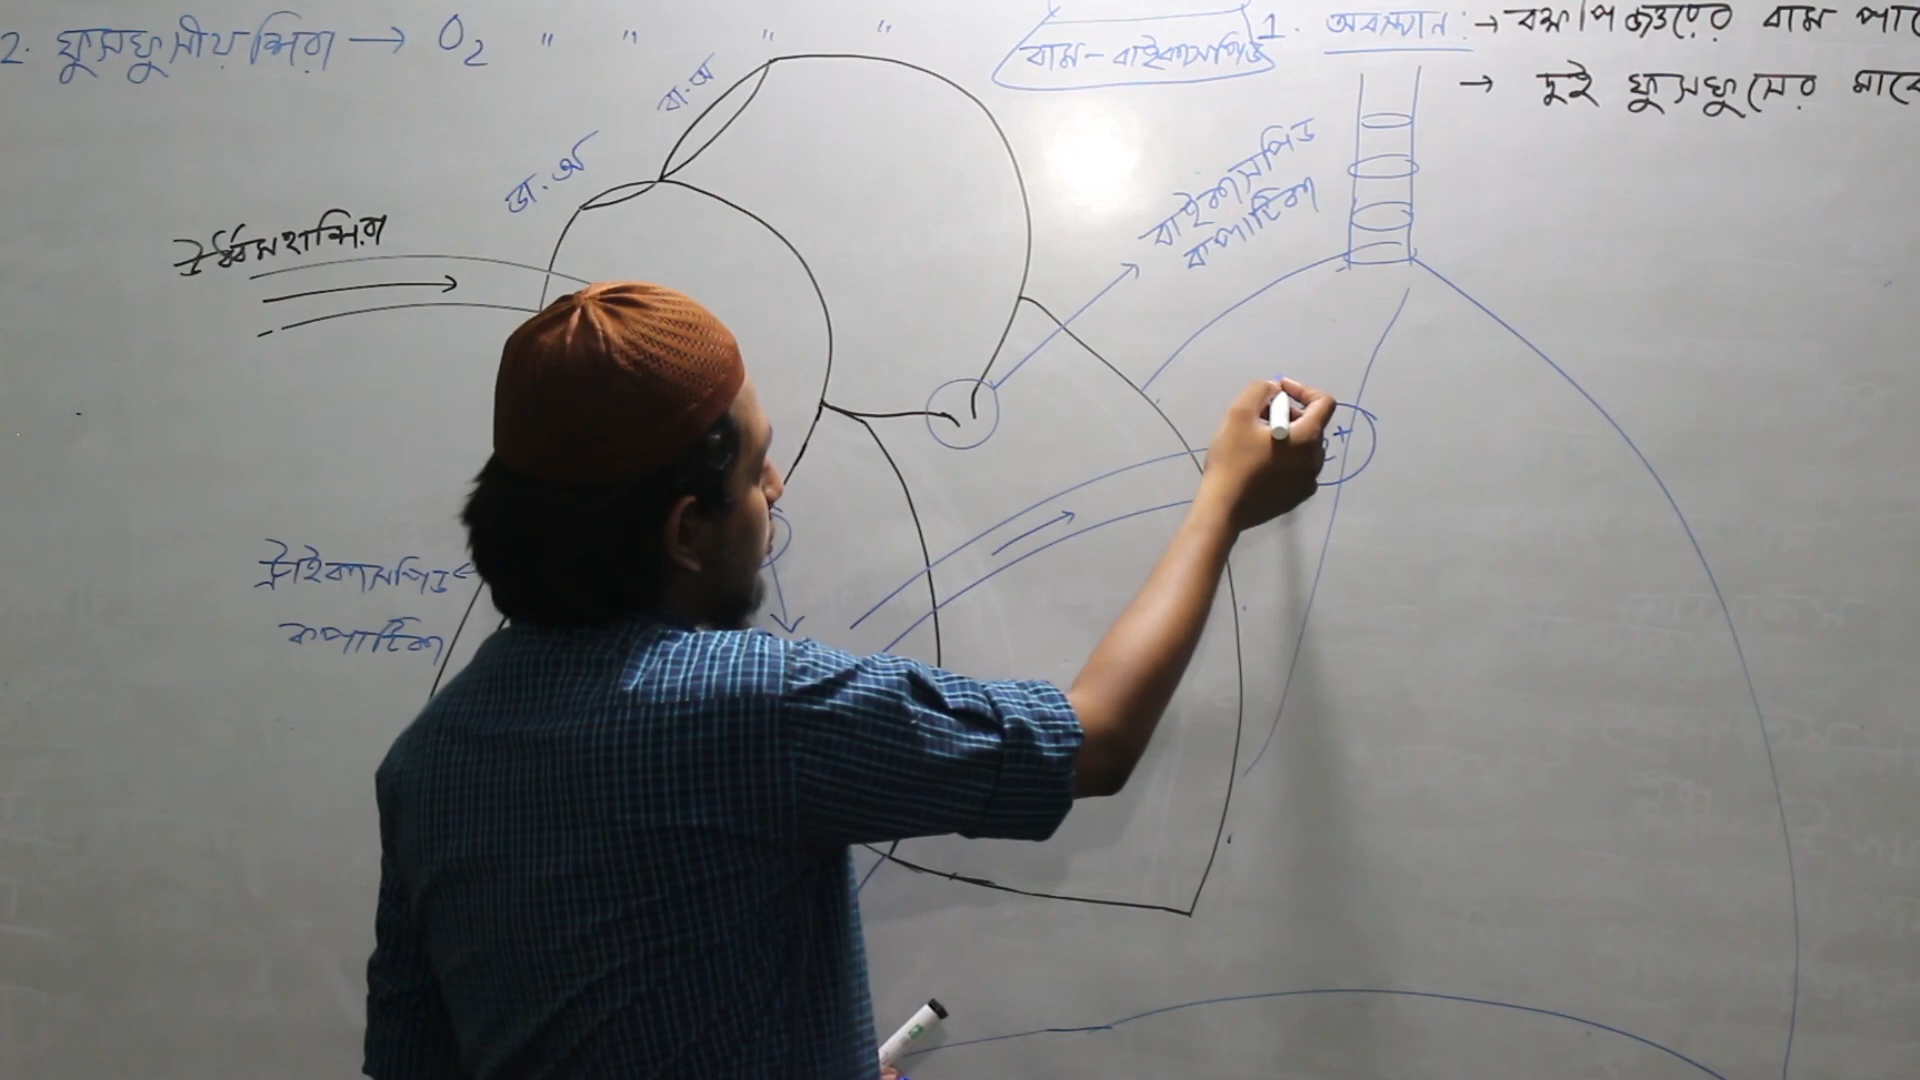 2. ফুসফুসীয় শিরা → O₂ " " " "
বাম-বাইকাসপিড
1. অবস্থান :→ বক্ষপিঞ্জরের বাম পা
→ দুই ফুসফুসের মাঝে
বা.অ
ডা.অ
ঊর্ধ্বমহাশিরা
বাইকাসপিড
কপাটিকা
ট্রাইকাসপিড
কপাটিকা